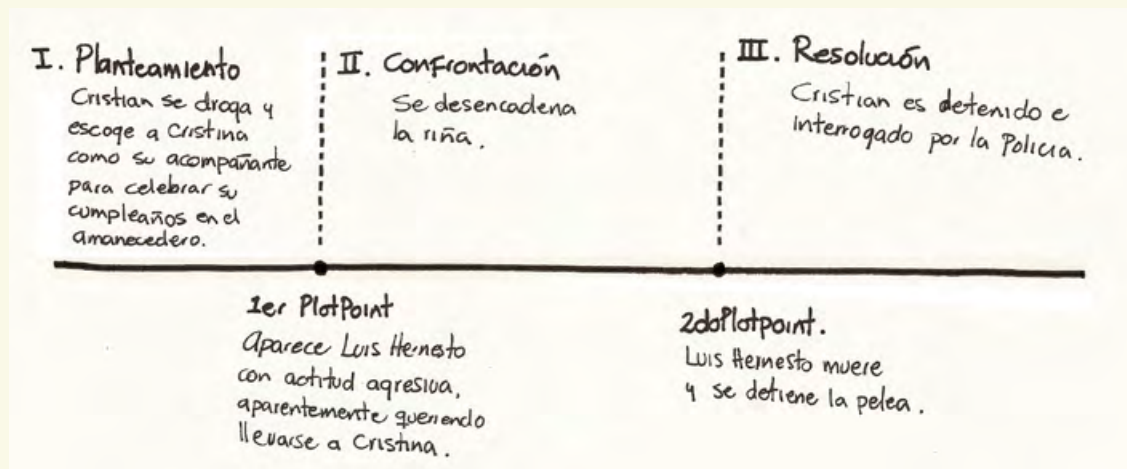 I. Planteamiento
Cristian se droga y
escoge a Cristina
como su acompañante
para celebrar su
cumpleaños en el
amanecedero.
II. Confrontación
Se desencadena
la riña.
III. Resolución
Cristian es detenido e
interrogado por la Policia.
1er PlotPoint
Aparece Luis Hernesto
con actitud agresiva,
aparentemente queriendo
llevarse a Cristina.
2doPlotpoint.
Luis Hernesto muere
y se detiene la pelea.